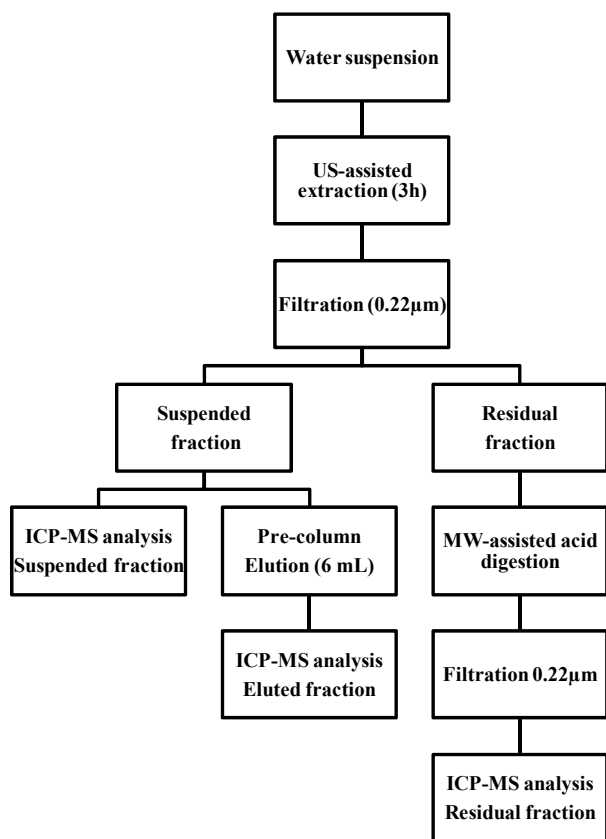 Water suspension
US-assisted
extraction (3h)
Filtration (0.22µm)
Suspended
fraction
Residual
fraction
ICP-MS analysis
Suspended fraction
Pre-column
Elution (6 mL)
MW-assisted acid
digestion
ICP-MS analysis
Eluted fraction
Filtration 0.22µm
ICP-MS analysis
Residual fraction